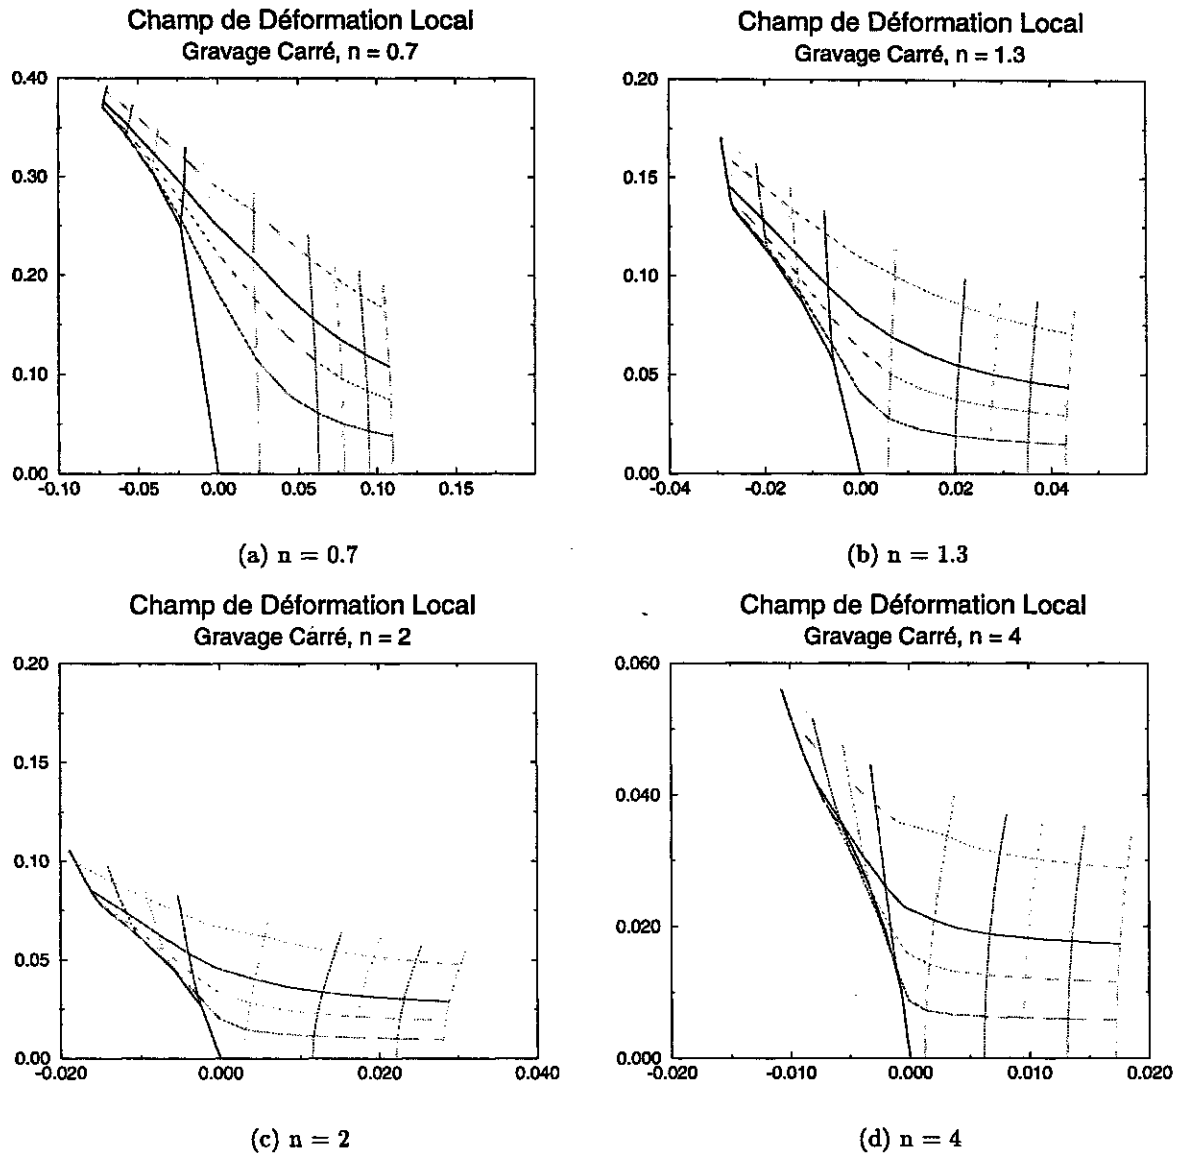 Champ de Déformation Local
Gravage Carré, n = 0.7
0.40
0.30
0.20
0.10
0.00
-0.10 -0.05 0.00 0.05 0.10 0.15
(a) n = 0.7
Champ de Déformation Local
Gravage Carré, n = 1.3
0.20
0.15
0.10
0.05
0.00
-0.04 -0.02 0.00 0.02 0.04
(b) n = 1.3
Champ de Déformation Local
Gravage Carré, n = 2
0.20
0.15
0.10
0.05
0.00
-0.020 0.000 0.020 0.040
(c) n = 2
Champ de Déformation Local
Gravage Carré, n = 4
0.060
0.040
0.020
0.000
-0.020 -0.010 0.000 0.010 0.020
(d) n = 4